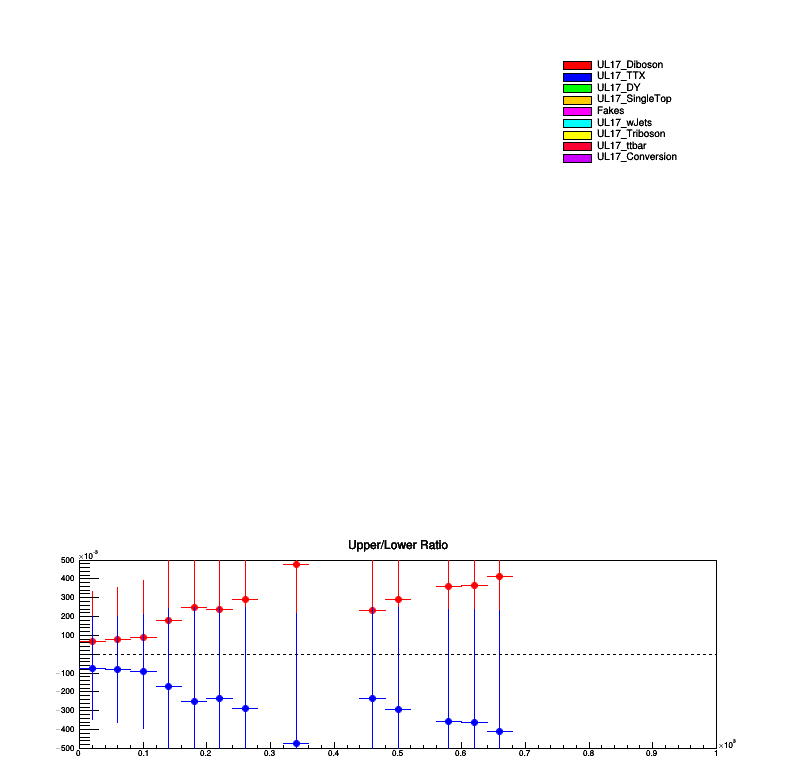 UL17_Diboson
UL17_TTX
UL17_DY
UL17_SingleTop
Fakes
UL17_wJets
UL17_Triboson
UL17_ttbar
UL17_Conversion
Upper/Lower Ratio
×10⁻³
500
400
300
200
100
−100
−200
−300
−400
−500
0 0.1 0.2 0.3 0.4 0.5 0.6 0.7 0.8 0.9 1